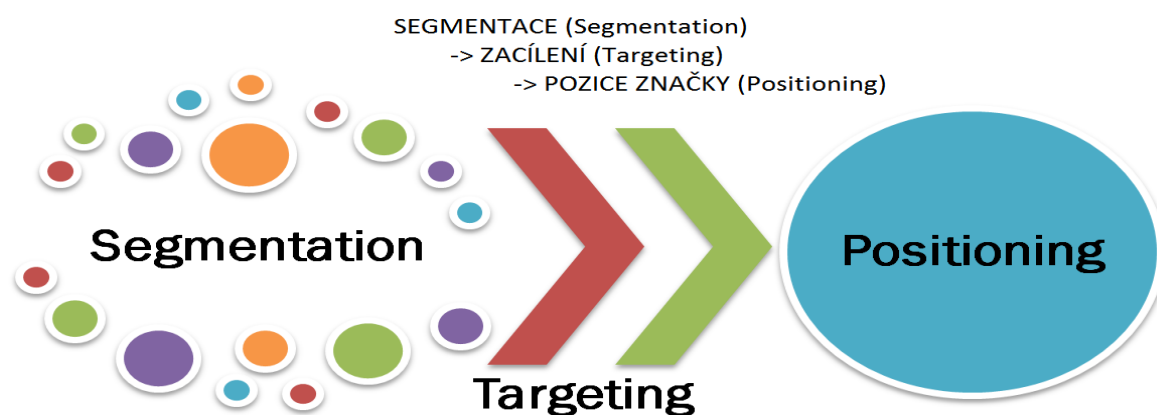 SEGMENTACE (Segmentation)
-> ZACÍLENÍ (Targeting)
-> POZICE ZNAČKY (Positioning)
Segmentation
Positioning
Targeting